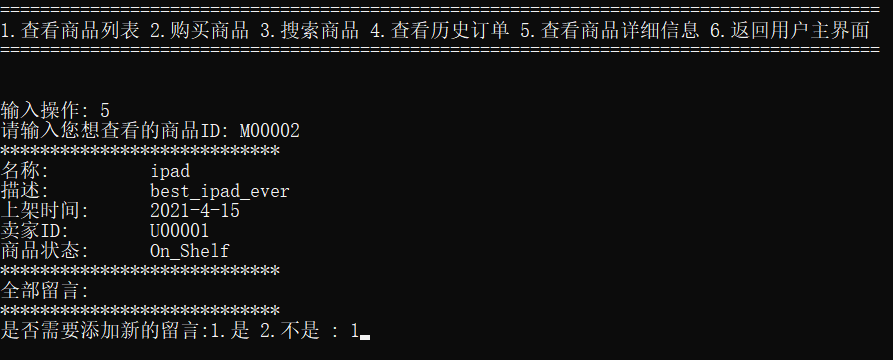 ================================================================================
1.查看商品列表 2.购买商品 3.搜索商品 4.查看历史订单 5.查看商品详细信息 6.返回用户主界面
================================================================================
输入操作: 5
请输入您想查看的商品ID: M00002
****************************
名称: ipad
描述: best_ipad_ever
上架时间: 2021-4-15
卖家ID: U00001
商品状态: On_Shelf
****************************
全部留言:
****************************
是否需要添加新的留言:1.是 2.不是 : 1